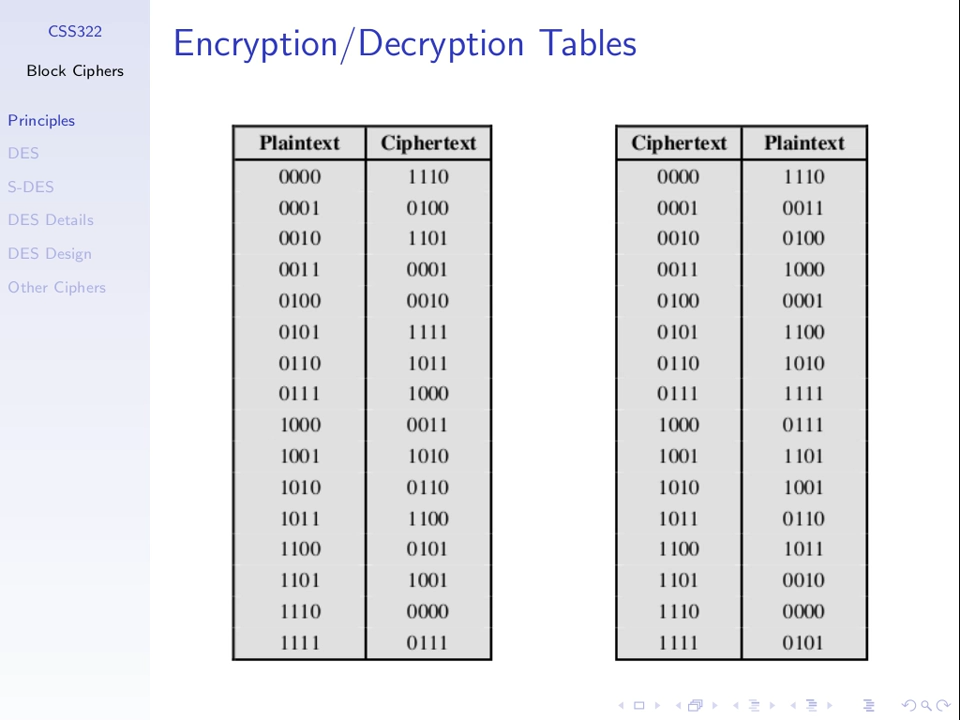 CSS322
Block Ciphers
Principles
DES
S-DES
DES Details
DES Design
Other Ciphers
Encryption/Decryption Tables
Plaintext Ciphertext
0000 1110
0001 0100
0010 1101
0011 0001
0100 0010
0101 1111
0110 1011
0111 1000
1000 0011
1001 1010
1010 0110
1011 1100
1100 0101
1101 1001
1110 0000
1111 0111
Ciphertext Plaintext
0000 1110
0001 0011
0010 0100
0011 1000
0100 0001
0101 1100
0110 1010
0111 1111
1000 0111
1001 1101
1010 1001
1011 0110
1100 1011
1101 0010
1110 0000
1111 0101